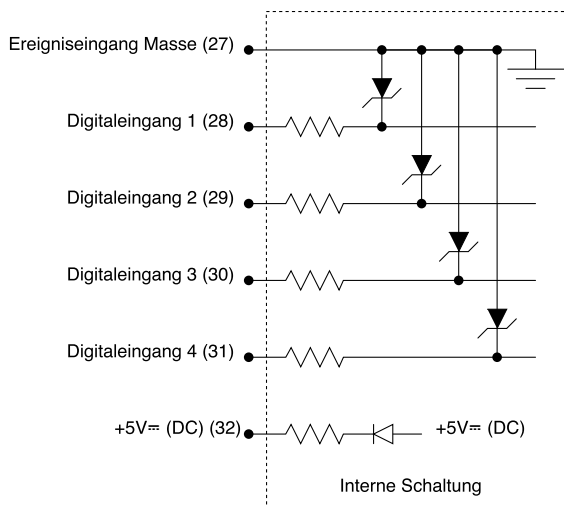 Ereigniseingang Masse (27)
Digitaleingang 1 (28)
Digitaleingang 2 (29)
Digitaleingang 3 (30)
Digitaleingang 4 (31)
+5V⎓ (DC) (32)
+5V⎓ (DC)
Interne Schaltung